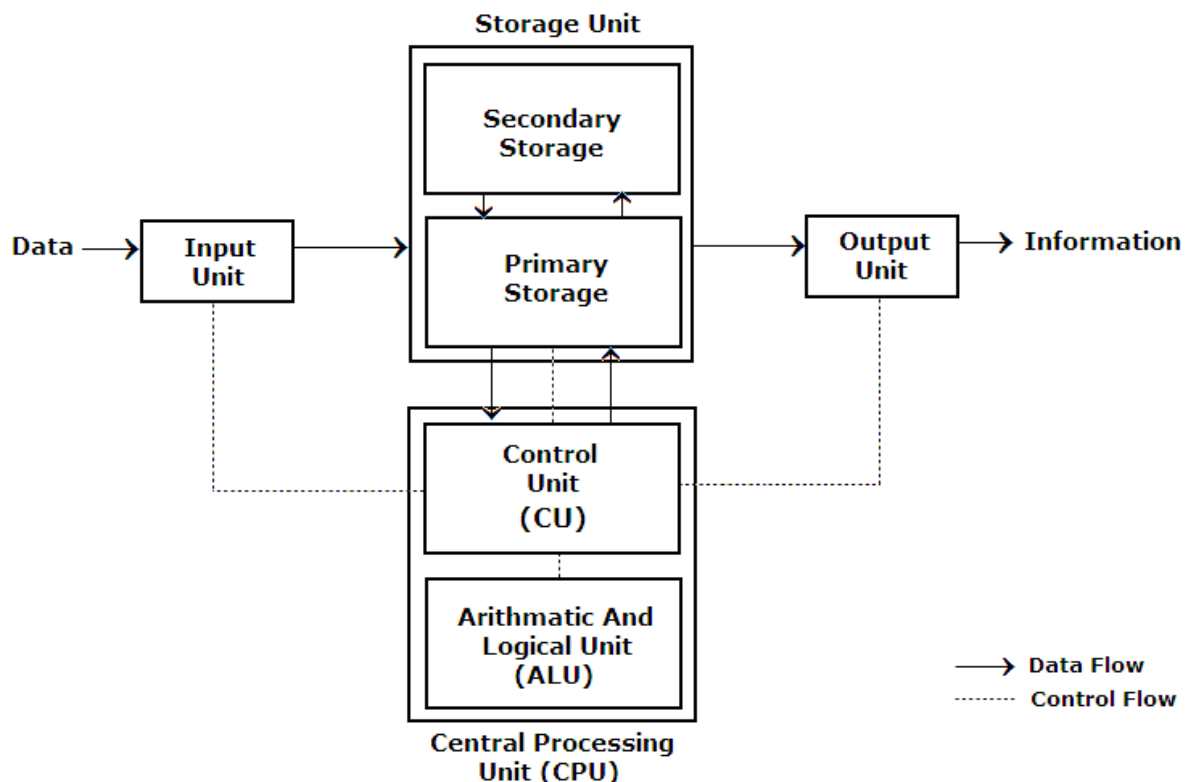 Storage Unit
Secondary
Storage
Data
Input
Unit
Primary
Storage
Output
Unit
Information
Control
Unit
(CU)
Arithmatic And
Logical Unit
(ALU)
Data Flow
Control Flow
Central Processing
Unit (CPU)